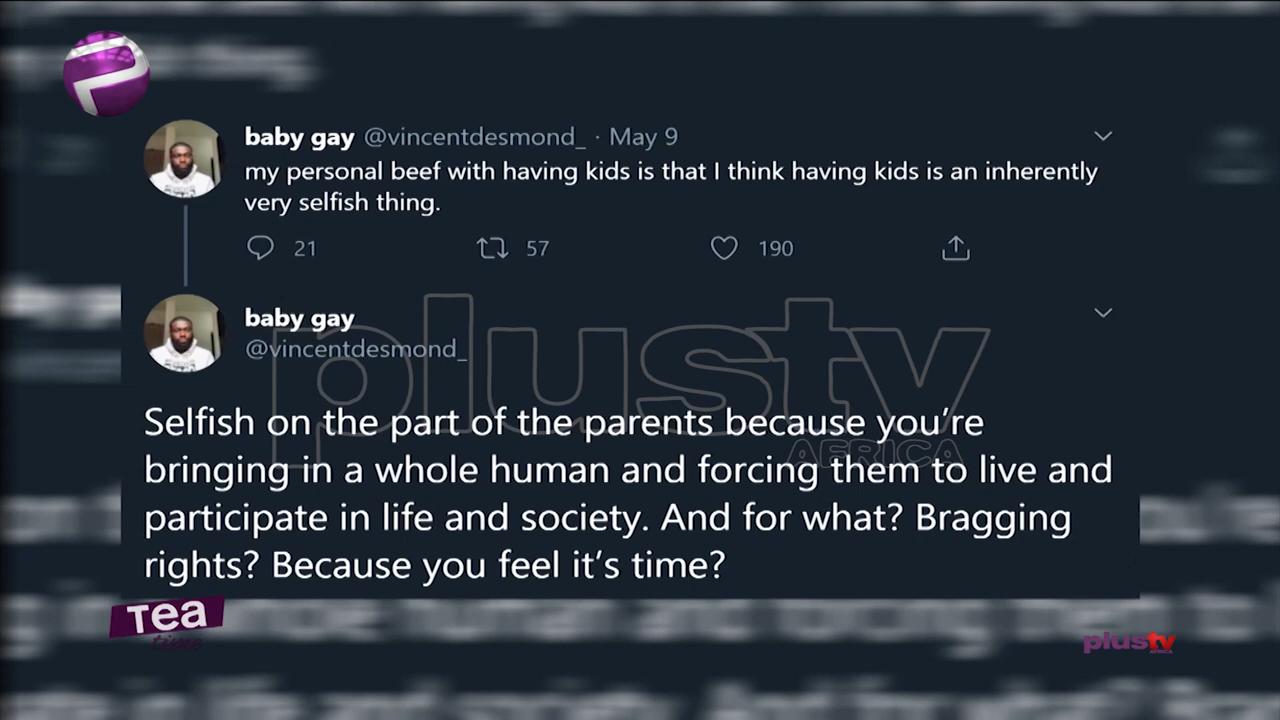 baby gay @vincentdesmond_ · May 9
my personal beef with having kids is that I think having kids is an inherently
very selfish thing.
21 57 190
baby gay
@vincentdesmond_
plustv
AFRICA
Selfish on the part of the parents because you're
bringing in a whole human and forcing them to live and
participate in life and society. And for what? Bragging
rights? Because you feel it's time?
Tea
time
plustv
AFRICA